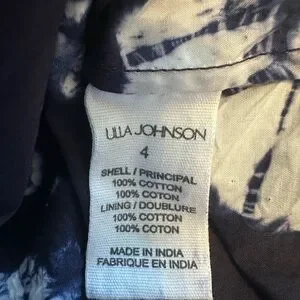 ULLA JOHNSON
4
SHELL / PRINCIPAL
100% COTTON
100% COTON
LINING / DOUBLURE
100% COTTON
100% COTON
MADE IN INDIA
FABRIQUE EN INDIA